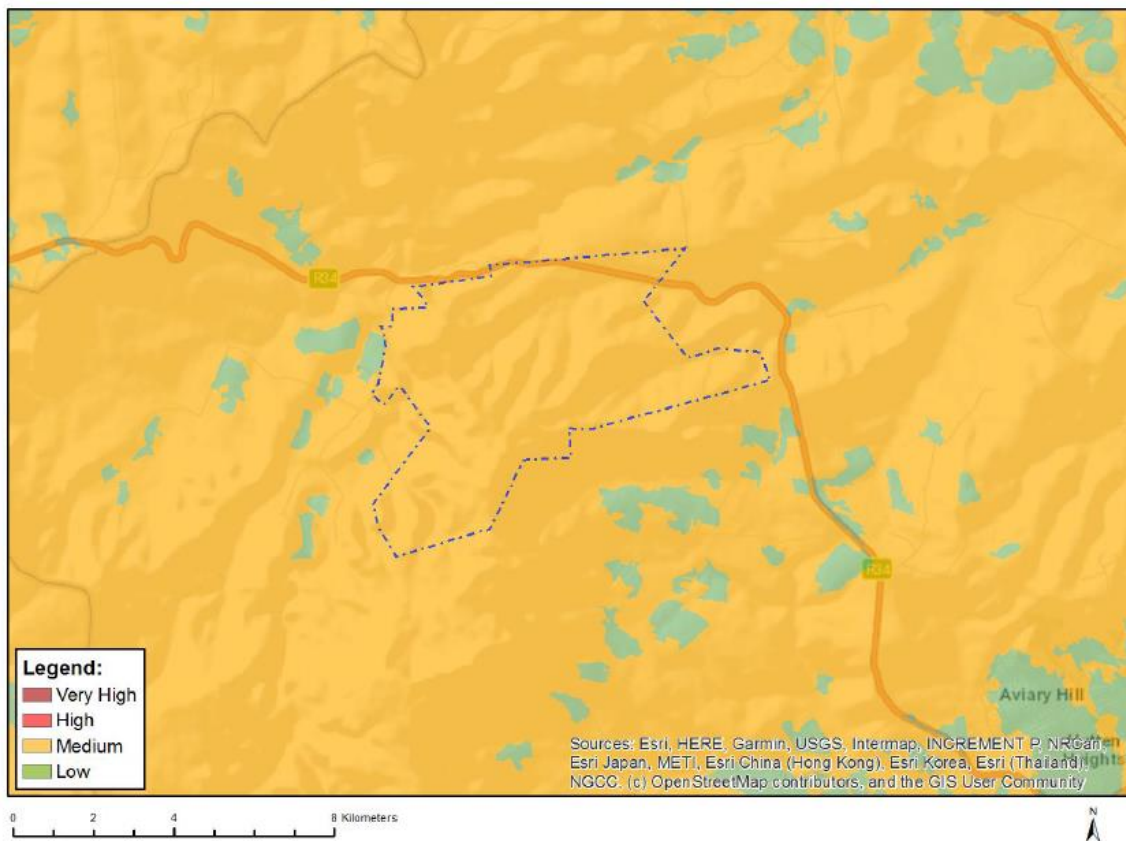 R34
R34
Aviary Hill
Hutten
Heights
Legend:
Very High
High
Medium
Low
Sources: Esri, HERE, Garmin, USGS, Intermap, INCREMENT P, NRCan,
Esri Japan, METI, Esri China (Hong Kong), Esri Korea, Esri (Thailand),
NGCC, (c) OpenStreetMap contributors, and the GIS User Community
0 2 4 8 Kilometers
N